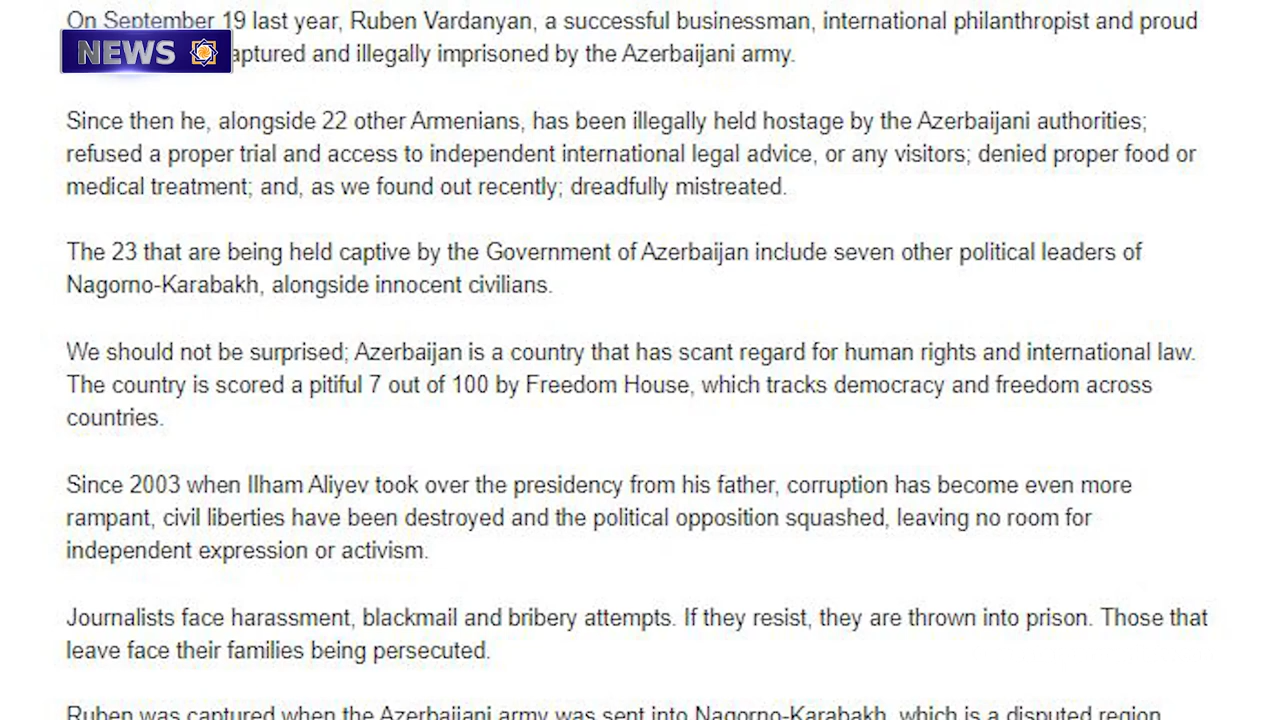 On September 19 last year, Ruben Vardanyan, a successful businessman, international philanthropist and proud
NEWS
aptured and illegally imprisoned by the Azerbaijani army.
Since then he, alongside 22 other Armenians, has been illegally held hostage by the Azerbaijani authorities;
refused a proper trial and access to independent international legal advice, or any visitors; denied proper food or
medical treatment; and, as we found out recently; dreadfully mistreated.
The 23 that are being held captive by the Government of Azerbaijan include seven other political leaders of
Nagorno-Karabakh, alongside innocent civilians.
We should not be surprised; Azerbaijan is a country that has scant regard for human rights and international law.
The country is scored a pitiful 7 out of 100 by Freedom House, which tracks democracy and freedom across
countries.
Since 2003 when Ilham Aliyev took over the presidency from his father, corruption has become even more
rampant, civil liberties have been destroyed and the political opposition squashed, leaving no room for
independent expression or activism.
Journalists face harassment, blackmail and bribery attempts. If they resist, they are thrown into prison. Those that
leave face their families being persecuted.
Ruben was captured when the Azerbaijani army was sent into Nagorno-Karabakh, which is a disputed region